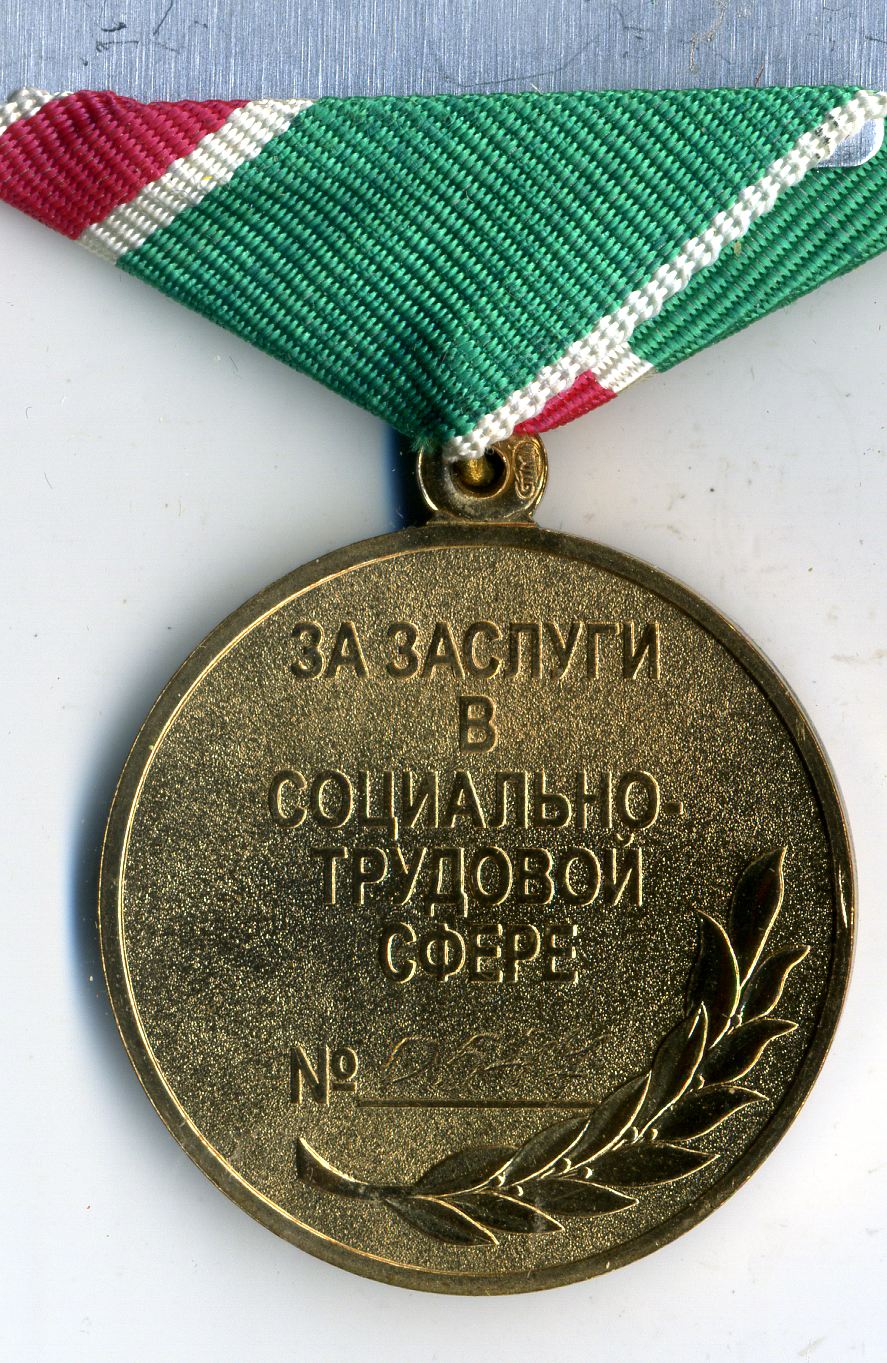 ЗА ЗАСЛУГИ
В
СОЦИАЛЬНО-
ТРУДОВОЙ
СФЕРЕ
№